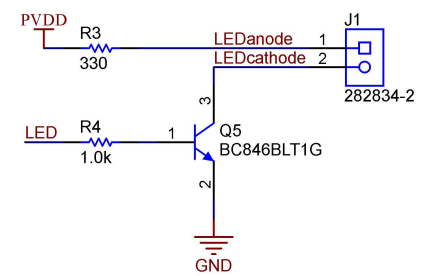 PVDD
R3
330
LEDanode
LEDcathode
1
2
J1
282834-2
3
LED
R4
1.0k
1
Q5
BC846BLT1G
2
GND